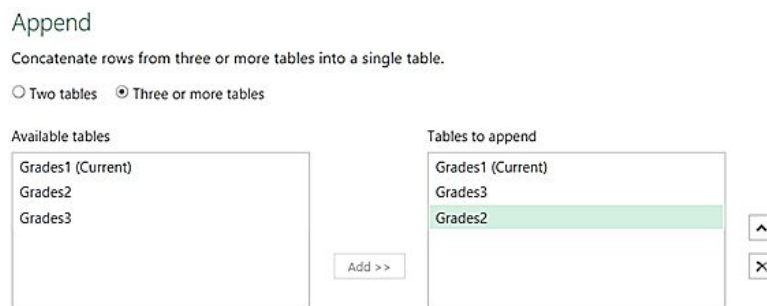 Append
Concatenate rows from three or more tables into a single table.
Two tables Three or more tables
Available tables
Grades1 (Current)
Grades2
Grades3
Add >>
Tables to append
Grades1 (Current)
Grades3
Grades2